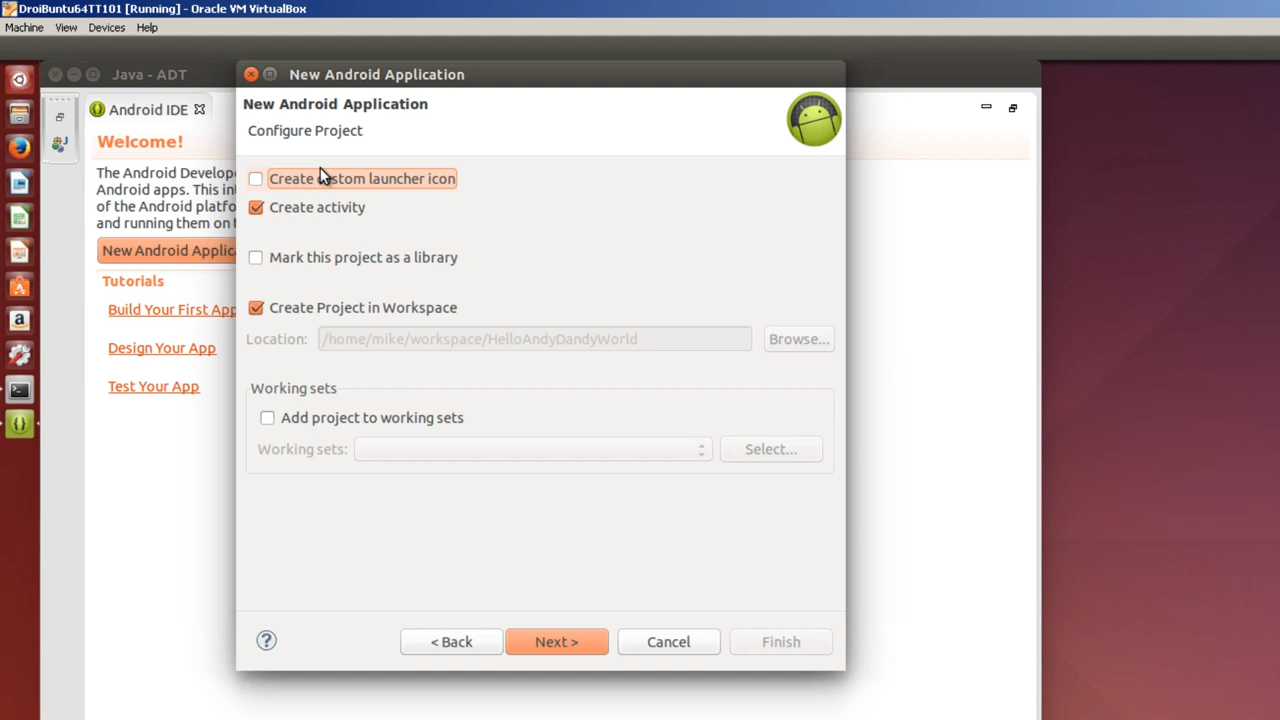 DroiBuntu64TT101 [Running] - Oracle VM VirtualBox
Machine View Devices Help
Java - ADT
New Android Application
Android IDE
Welcome!
The Android Develop
Android apps. This in
of the Android platfo
and running them on t
New Android Applic
Tutorials
Build Your First App
Design Your App
Test Your App
New Android Application
Configure Project
Create custom launcher icon
Create activity
Mark this project as a library
Create Project in Workspace
Location: /home/mike/workspace/HelloAndyDandyWorld Browse...
Working sets
Add project to working sets
Working sets: Select...
< Back Next > Cancel Finish